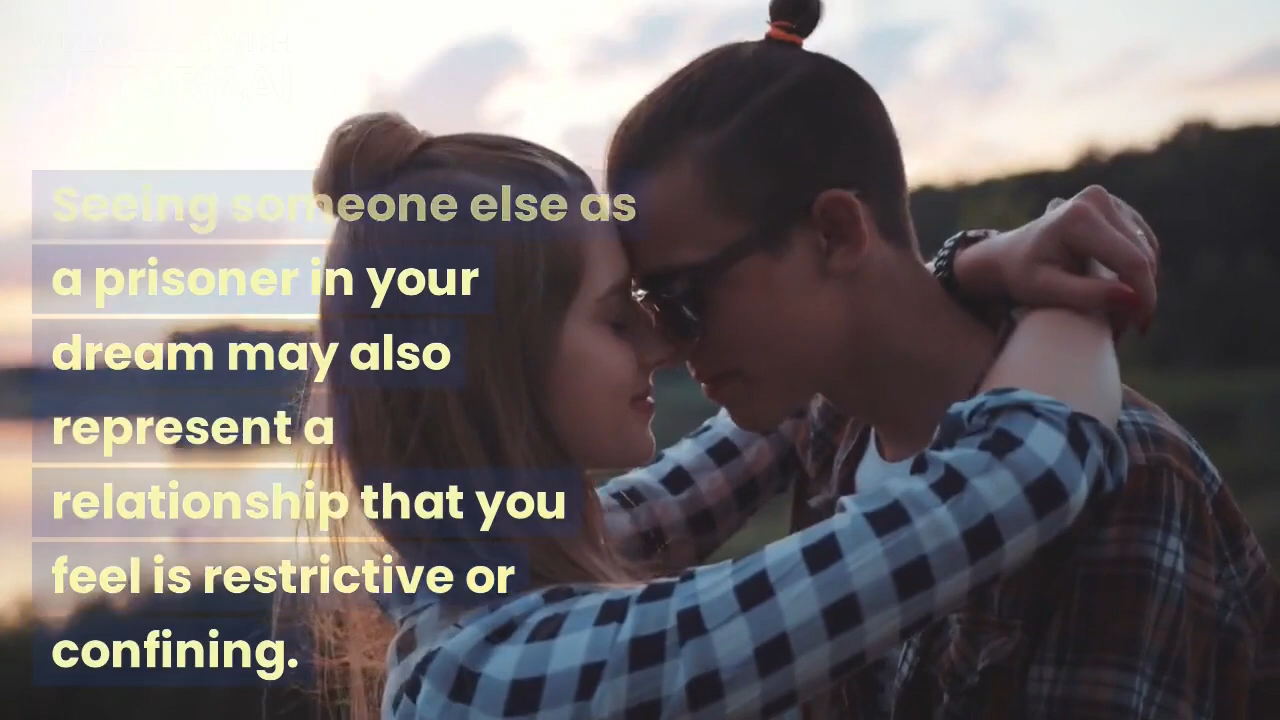 Seeing someone else as
a prisoner in your
dream may also
represent a
relationship that you
feel is restrictive or
confining.